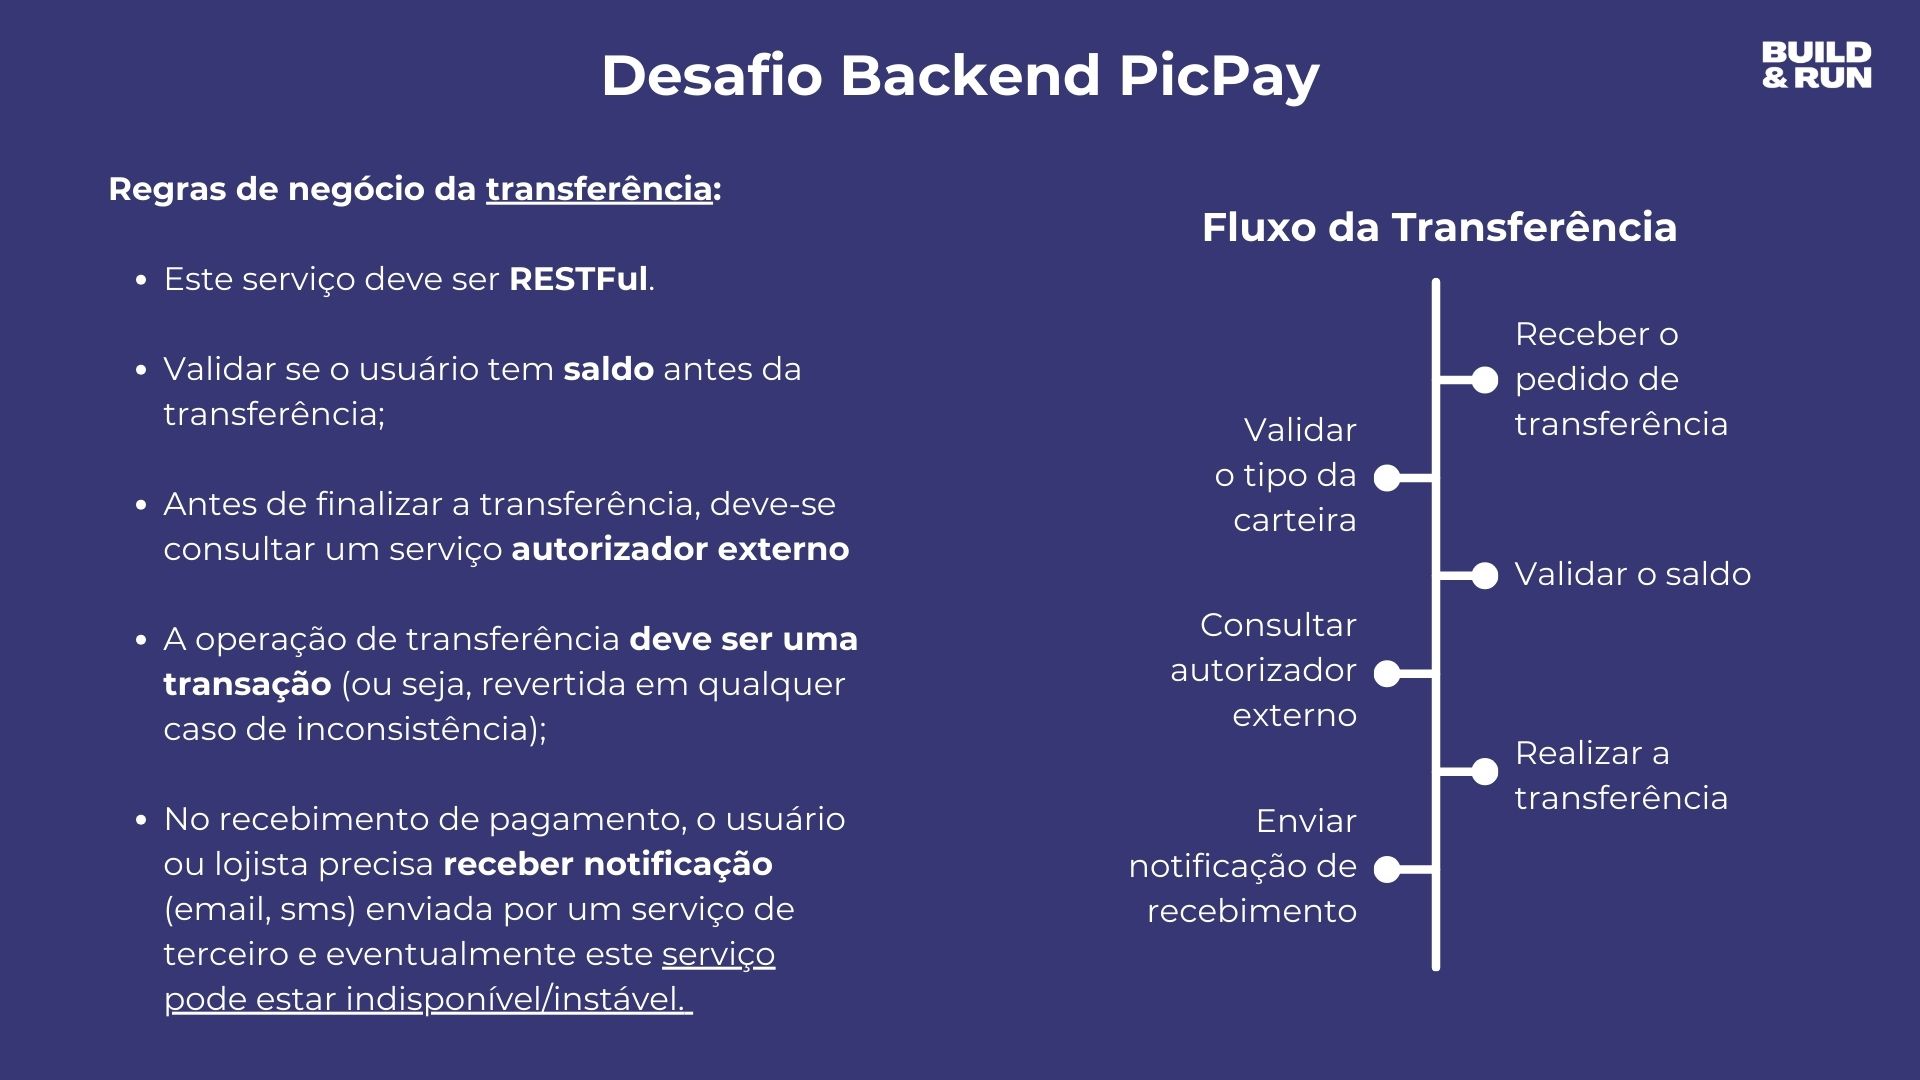 Desafio Backend PicPay
BUILD
& RUN
Regras de negócio da transferência:
• Este serviço deve ser RESTFul.
• Validar se o usuário tem saldo antes da
transferência;
• Antes de finalizar a transferência, deve-se
consultar um serviço autorizador externo
• A operação de transferência deve ser uma
transação (ou seja, revertida em qualquer
caso de inconsistência);
• No recebimento de pagamento, o usuário
ou lojista precisa receber notificação
(email, sms) enviada por um serviço de
terceiro e eventualmente este serviço
pode estar indisponível/instável.
Fluxo da Transferência
Receber o
pedido de
transferência
Validar
o tipo da
carteira
Validar o saldo
Consultar
autorizador
externo
Realizar a
transferência
Enviar
notificação de
recebimento